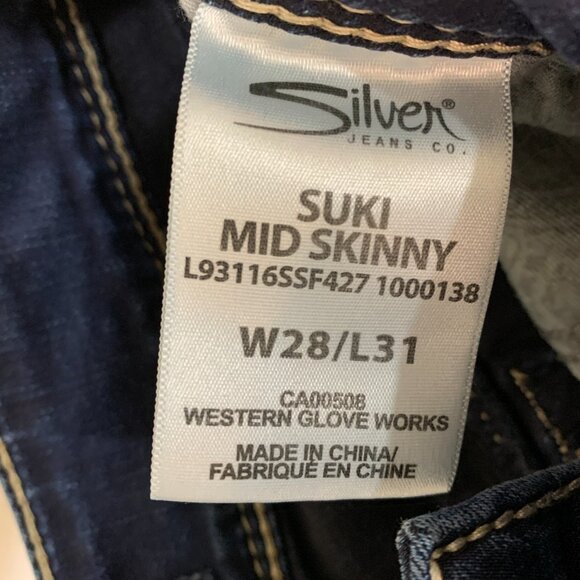 Silver®
JEANS CO.
SUKI
MID SKINNY
L93116SSF427 1000138
W28/L31
CA00508
WESTERN GLOVE WORKS
MADE IN CHINA/
FABRIQUÉ EN CHINE